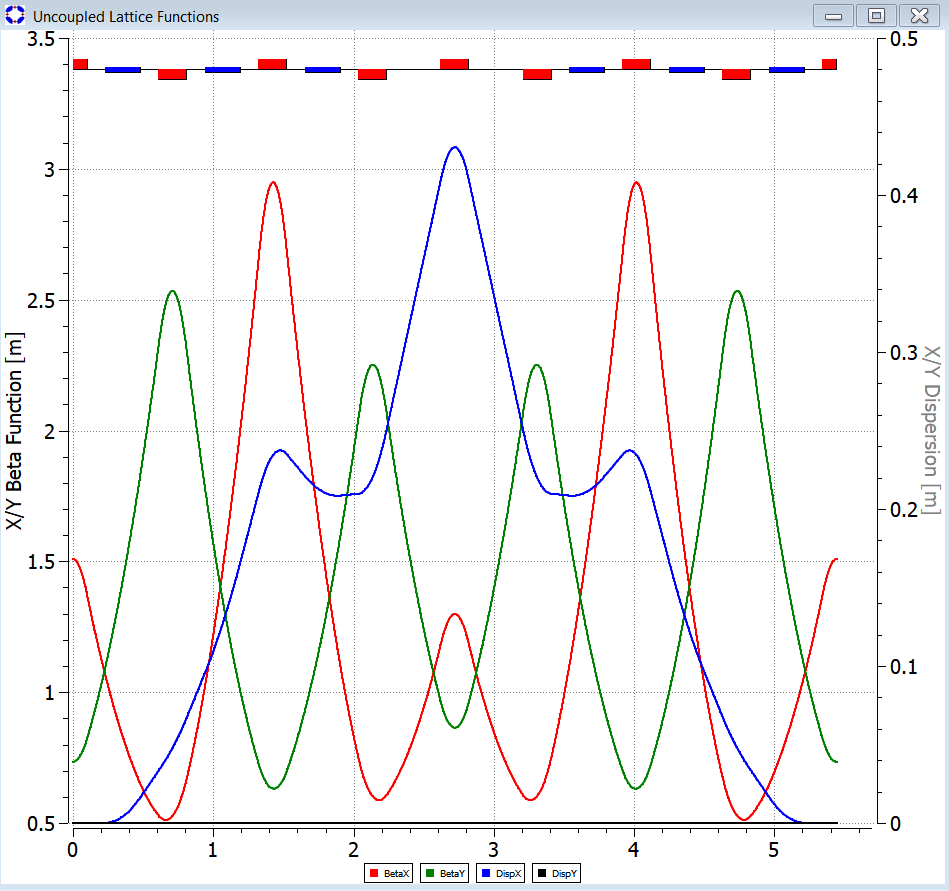 Uncoupled Lattice Functions
3.5
3
2.5
2
1.5
1
0.5
X/Y Beta Function [m]
0.5
0.4
0.3
0.2
0.1
0
X/Y Dispersion [m]
0 1 2 3 4 5
BetaX BetaY DispX DispY